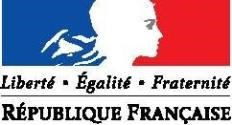 Liberté • Égalité • Fraternité
RÉPUBLIQUE FRANÇAISE